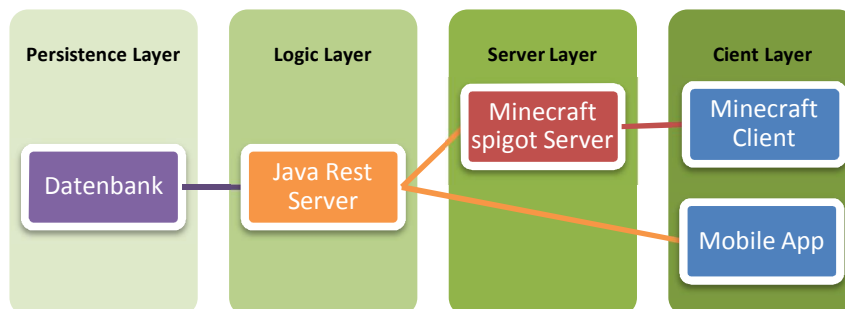 Persistence Layer
Logic Layer
Server Layer
Cient Layer
Datenbank
Java Rest
Server
Minecraft
spigot Server
Minecraft
Client
Mobile App